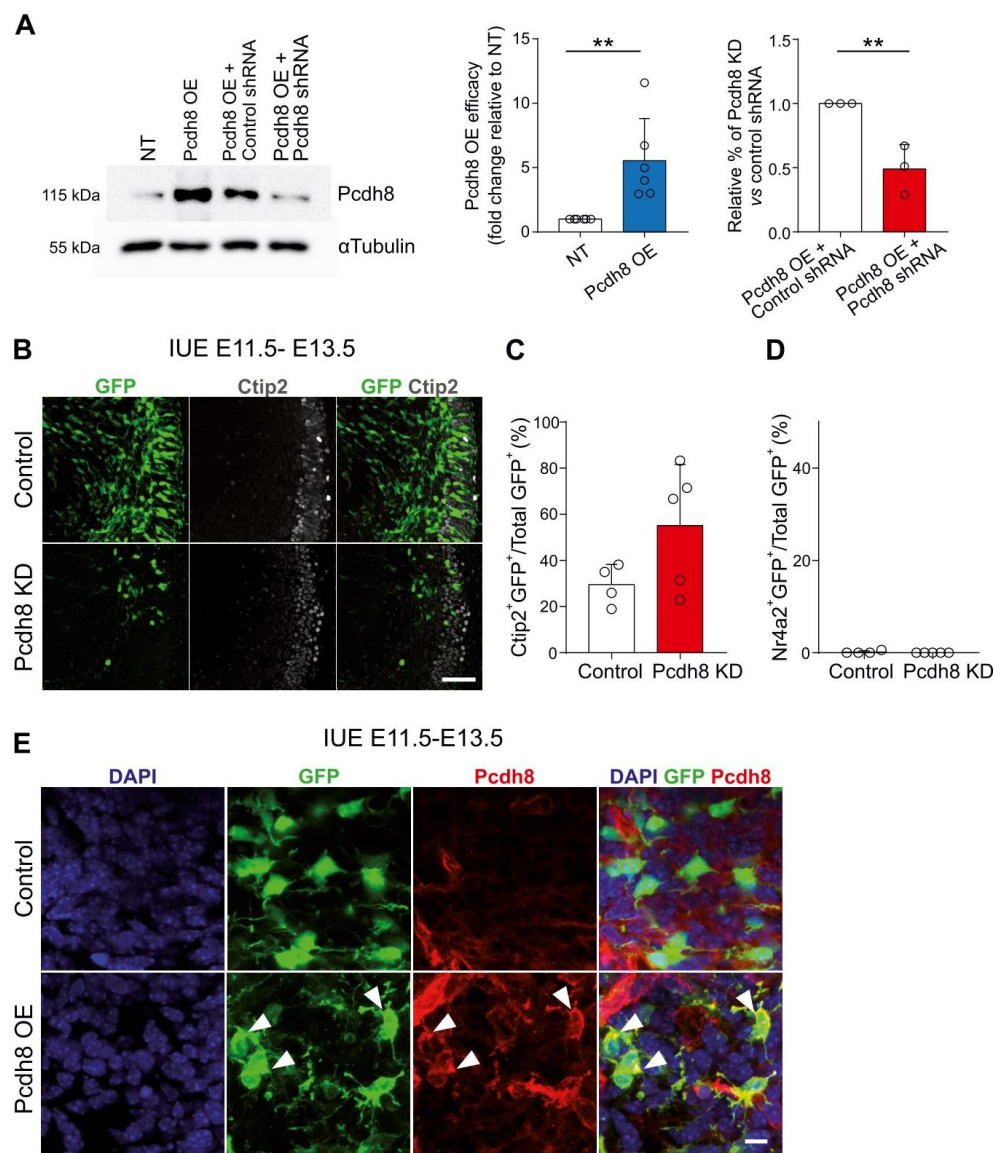 A
NT
Pcdh8 OE
Pcdh8 OE +
Control shRNA
Pcdh8 OE +
Pcdh8 shRNA
115 kDa
Pcdh8
55 kDa
αTubulin
Pcdh8 OE efficacy
(fold change relative to NT)
15
10
5
0
**
NT
Pcdh8 OE
Relative % of Pcdh8 KD
vs control shRNA
1.5
1.0
0.5
0.0
**
Pcdh8 OE +
Control shRNA
Pcdh8 OE +
Pcdh8 shRNA
B
IUE E11.5- E13.5
GFP
Ctip2
GFP Ctip2
Control
Pcdh8 KD
C
Ctip2⁺GFP⁺/Total GFP⁺ (%)
100
80
60
40
20
0
Control
Pcdh8 KD
D
Nr4a2⁺GFP⁺/Total GFP⁺ (%)
40
20
0
Control
Pcdh8 KD
E
IUE E11.5-E13.5
DAPI
GFP
Pcdh8
DAPI GFP Pcdh8
Control
Pcdh8 OE